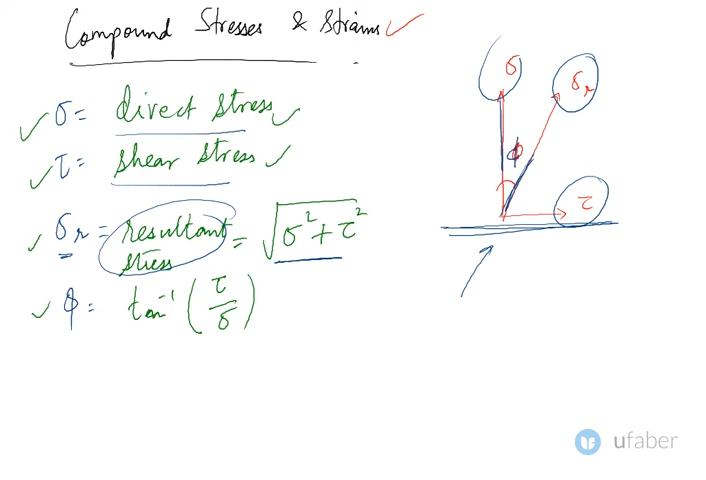 Compound Stresses & Strains
σ = direct stress
τ = shear stress
σr = resultant stress = √σ² + τ²
ϕ = tan⁻¹ (τ/σ)
σ
σr
ϕ
τ
ufaber